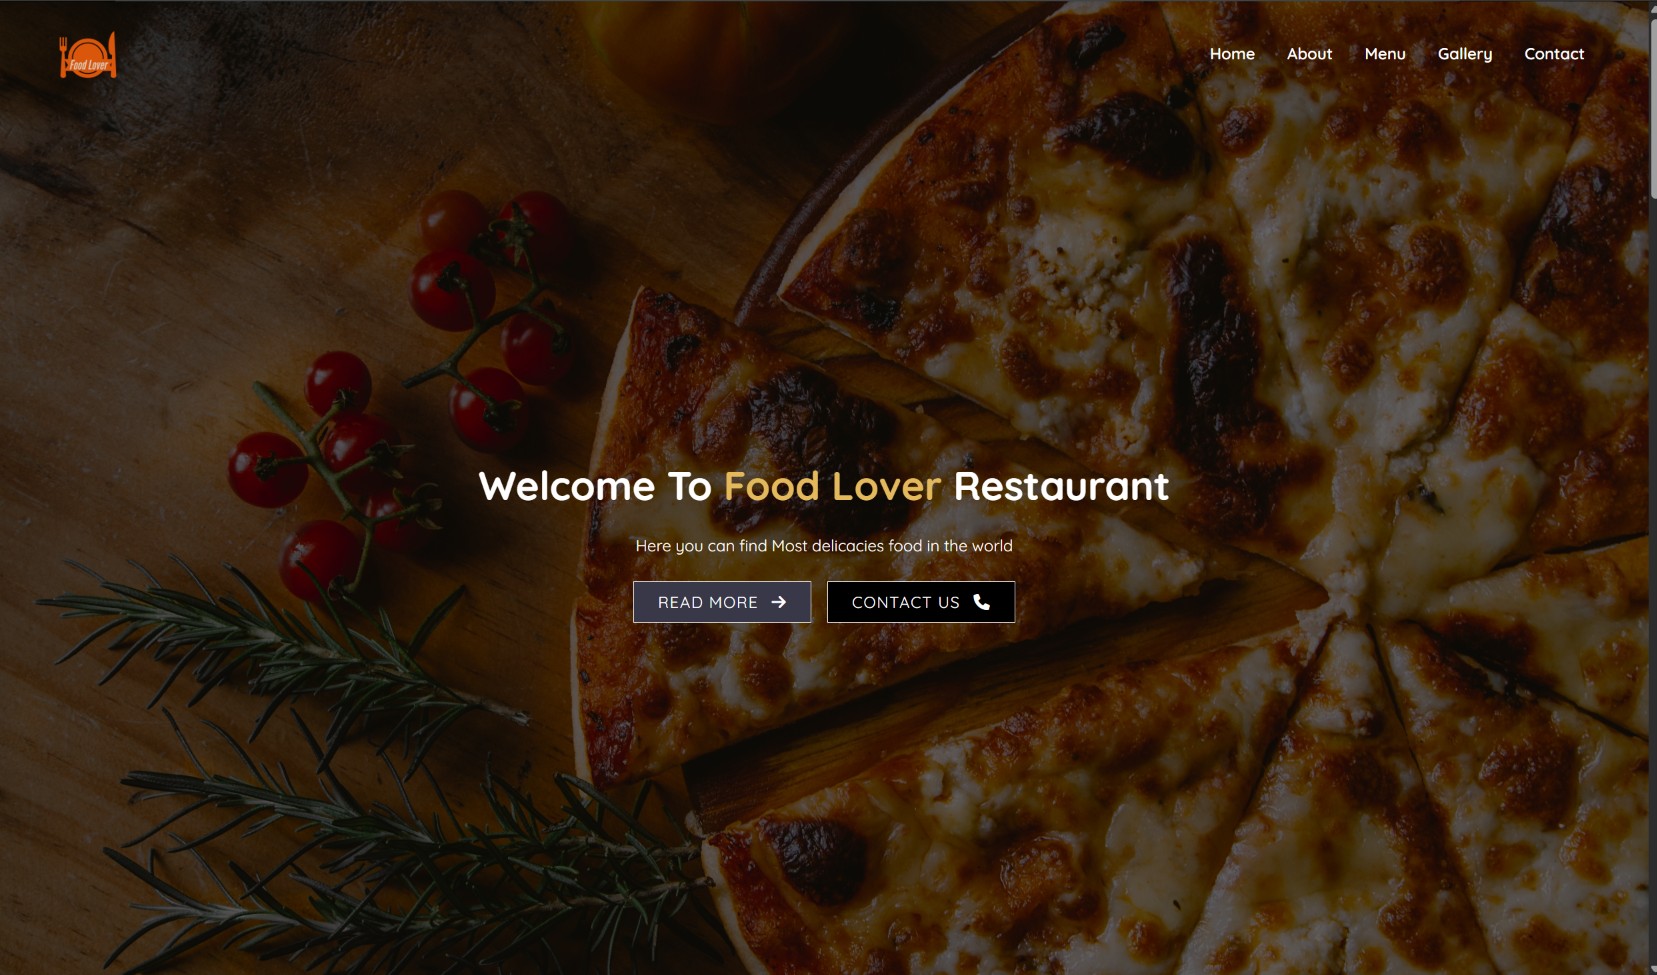 Food Lover
Home About Menu Gallery Contact
Welcome To Food Lover Restaurant
Here you can find Most delicacies food in the world
READ MORE CONTACT US